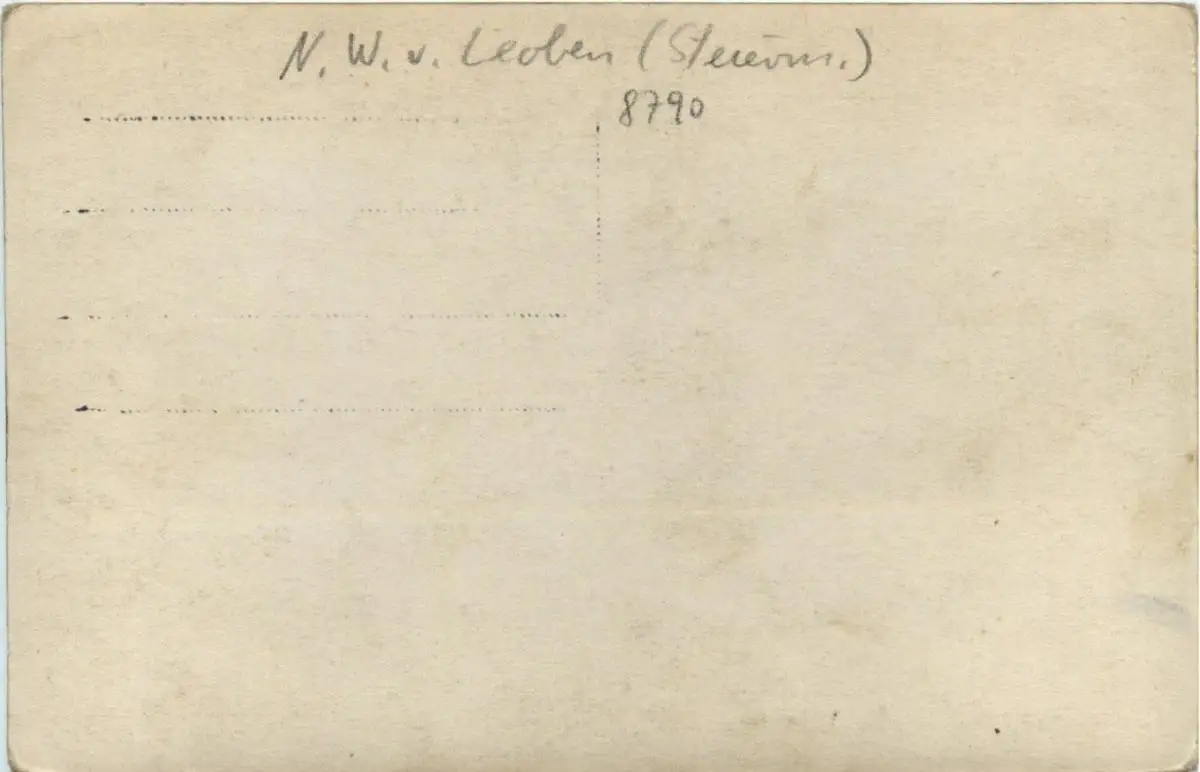 N. W. v. Leoben (Steierm.)
8790